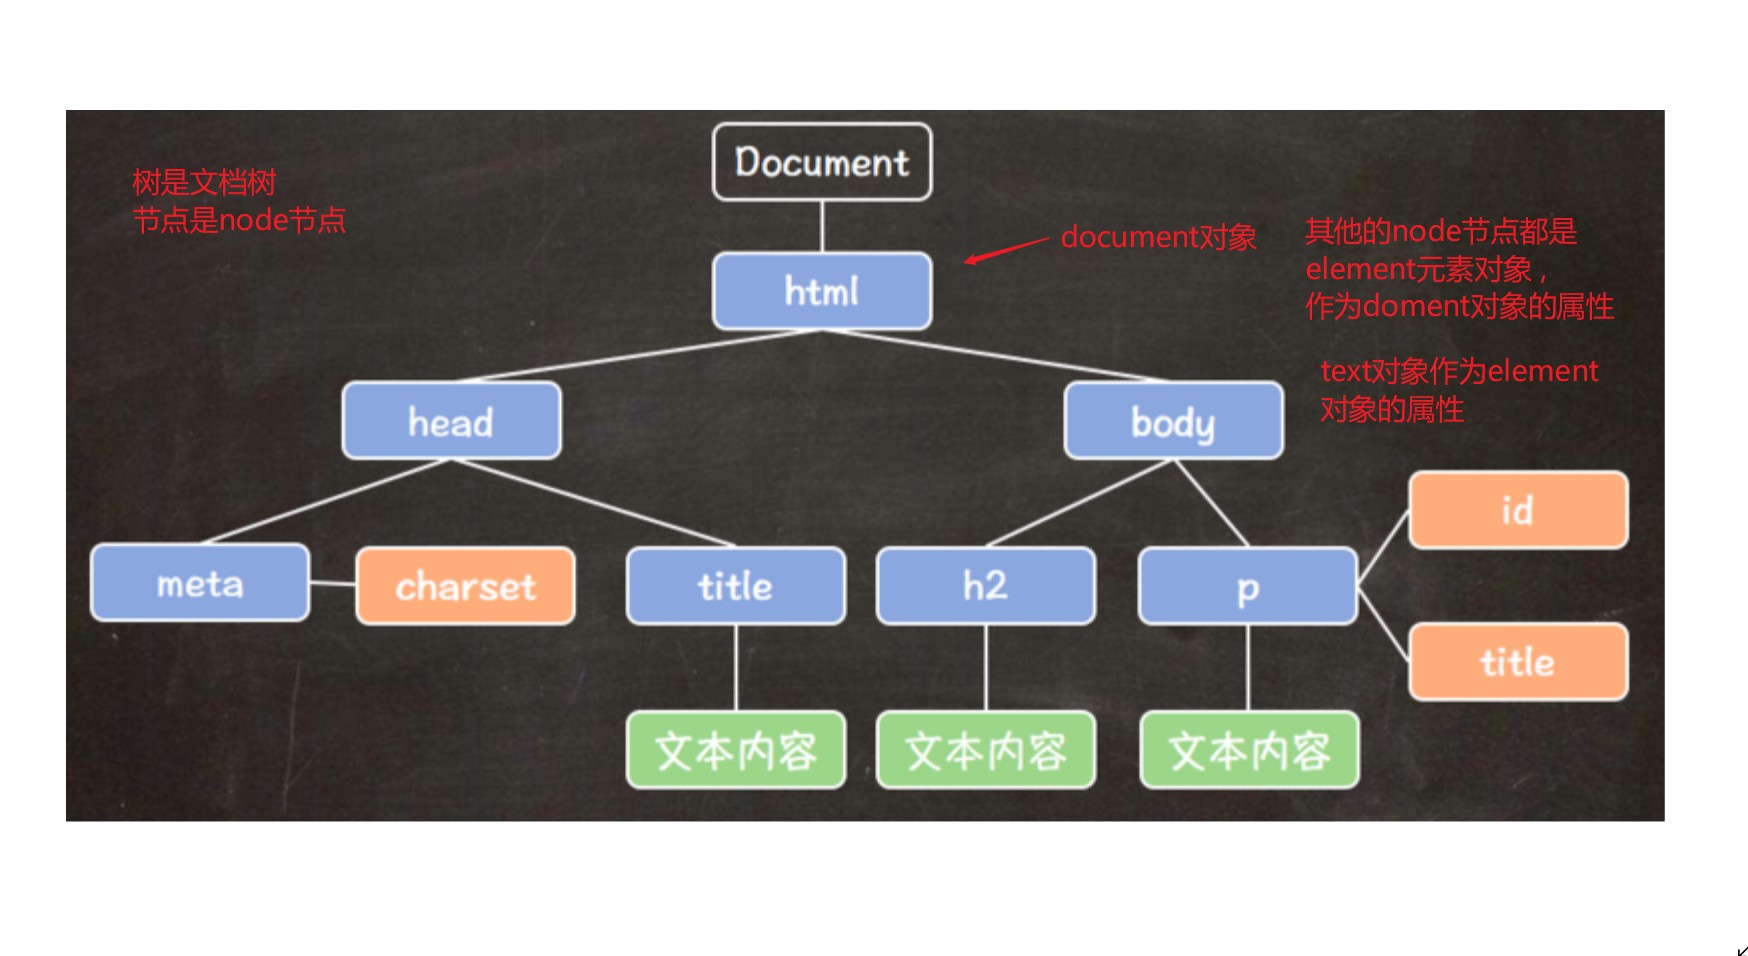 Document
树是文档树
节点是node节点
document对象
其他的node节点都是
element元素对象，
作为doment对象的属性
html
text对象作为element
对象的属性
head
body
id
meta
charset
title
h2
p
title
文本内容
文本内容
文本内容